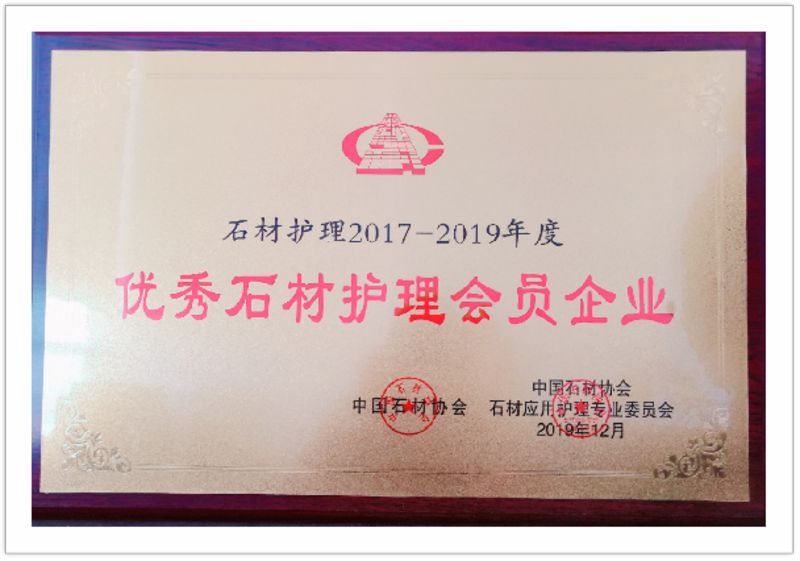 石材护理2017-2019年度
优秀石材护理会员企业
中国石材协会
中国石材协会
石材应用护理专业委员会
2019年12月